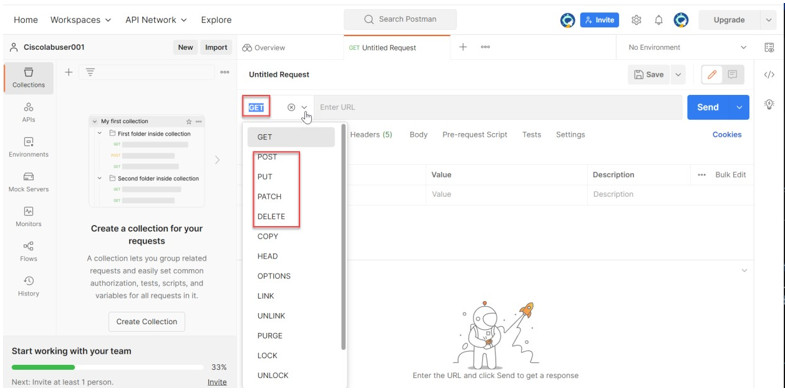 Home Workspaces API Network Explore Search Postman Invite Upgrade
Ciscolabuser001 New Import Overview GET Untitled Request No Environment
Collections
APIs
Environments
Mock Servers
Monitors
Flows
History
My first collection
First folder inside collection
Second folder inside collection
Create a collection for your
requests
A collection lets you group related
requests and easily set common
authorization, tests, scripts, and
variables for all requests in it.
Create Collection
Start working with your team
33%
Next: Invite at least 1 person. Invite
Untitled Request Save
GET Enter URL Send
Headers (5) Body Pre-request Script Tests Settings Cookies
Value Description Bulk Edit
Value Description
GET
POST
PUT
PATCH
DELETE
COPY
HEAD
OPTIONS
LINK
UNLINK
PURGE
LOCK
UNLOCK
Enter the URL and click Send to get a response